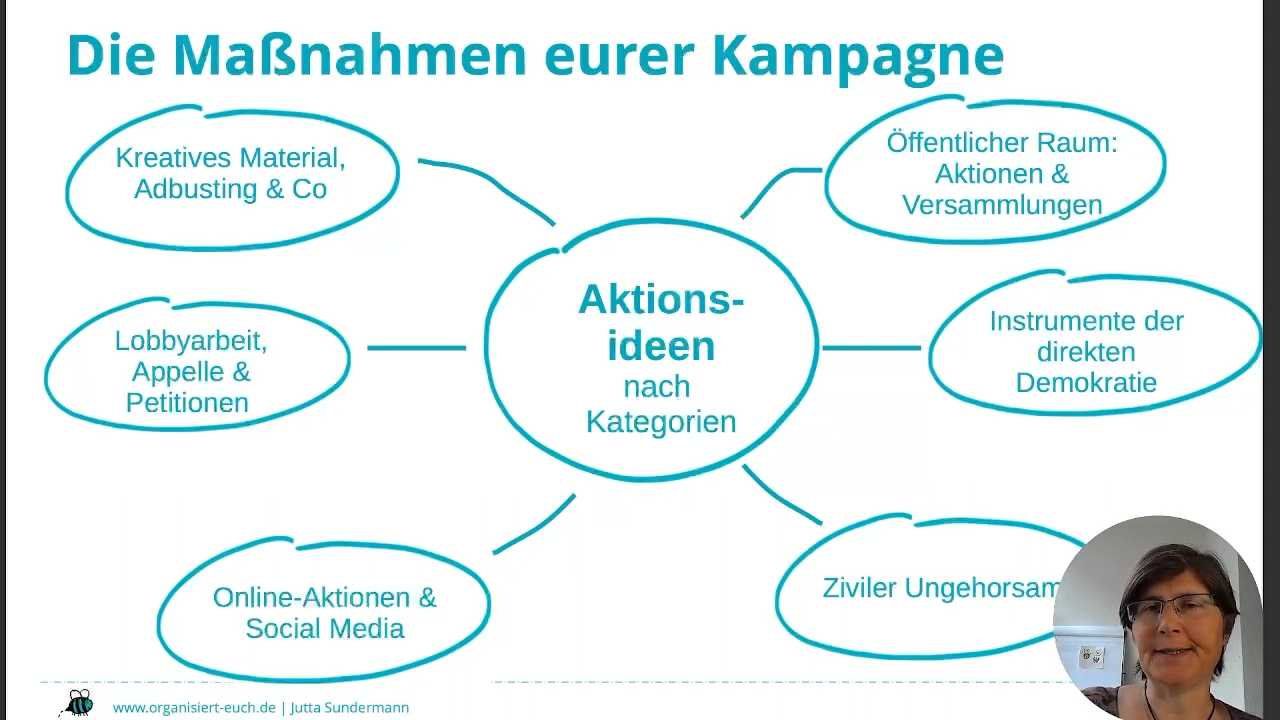 Die Maßnahmen eurer Kampagne
Kreatives Material,
Adbusting & Co
Öffentlicher Raum:
Aktionen &
Versammlungen
Aktions-
ideen
nach
Kategorien
Lobbyarbeit,
Appelle &
Petitionen
Instrumente der
direkten
Demokratie
Online-Aktionen &
Social Media
Ziviler Ungehorsam
www.organisiert-euch.de | Jutta Sundermann